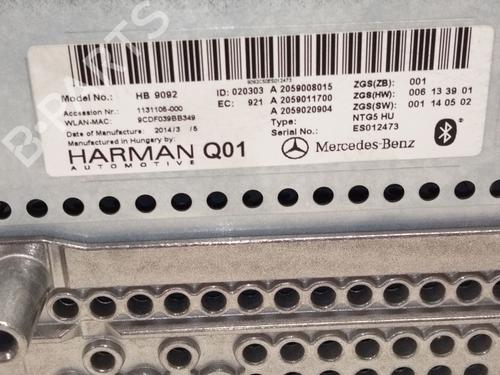 9092C50ES012473
Model No.: HB 9092 ID: 020303 A 2059008015 ZGS(ZB) 001
Accession Nr.: 1131106-000 EC: 921 A 2059011700 ZGS(HW): 006 13 39 01
WLAN-MAC: 9CDF039BB349 A 2059020904 ZGS(SW): 001 14 05 02
Date of Manufacture: 2014/3 /5 Type: NTG5 HU
Manufactured in Hungary by: Serial No.: ES012473
HARMAN Q01 Mercedes-Benz
AUTOMOTIVE
B-PARTS